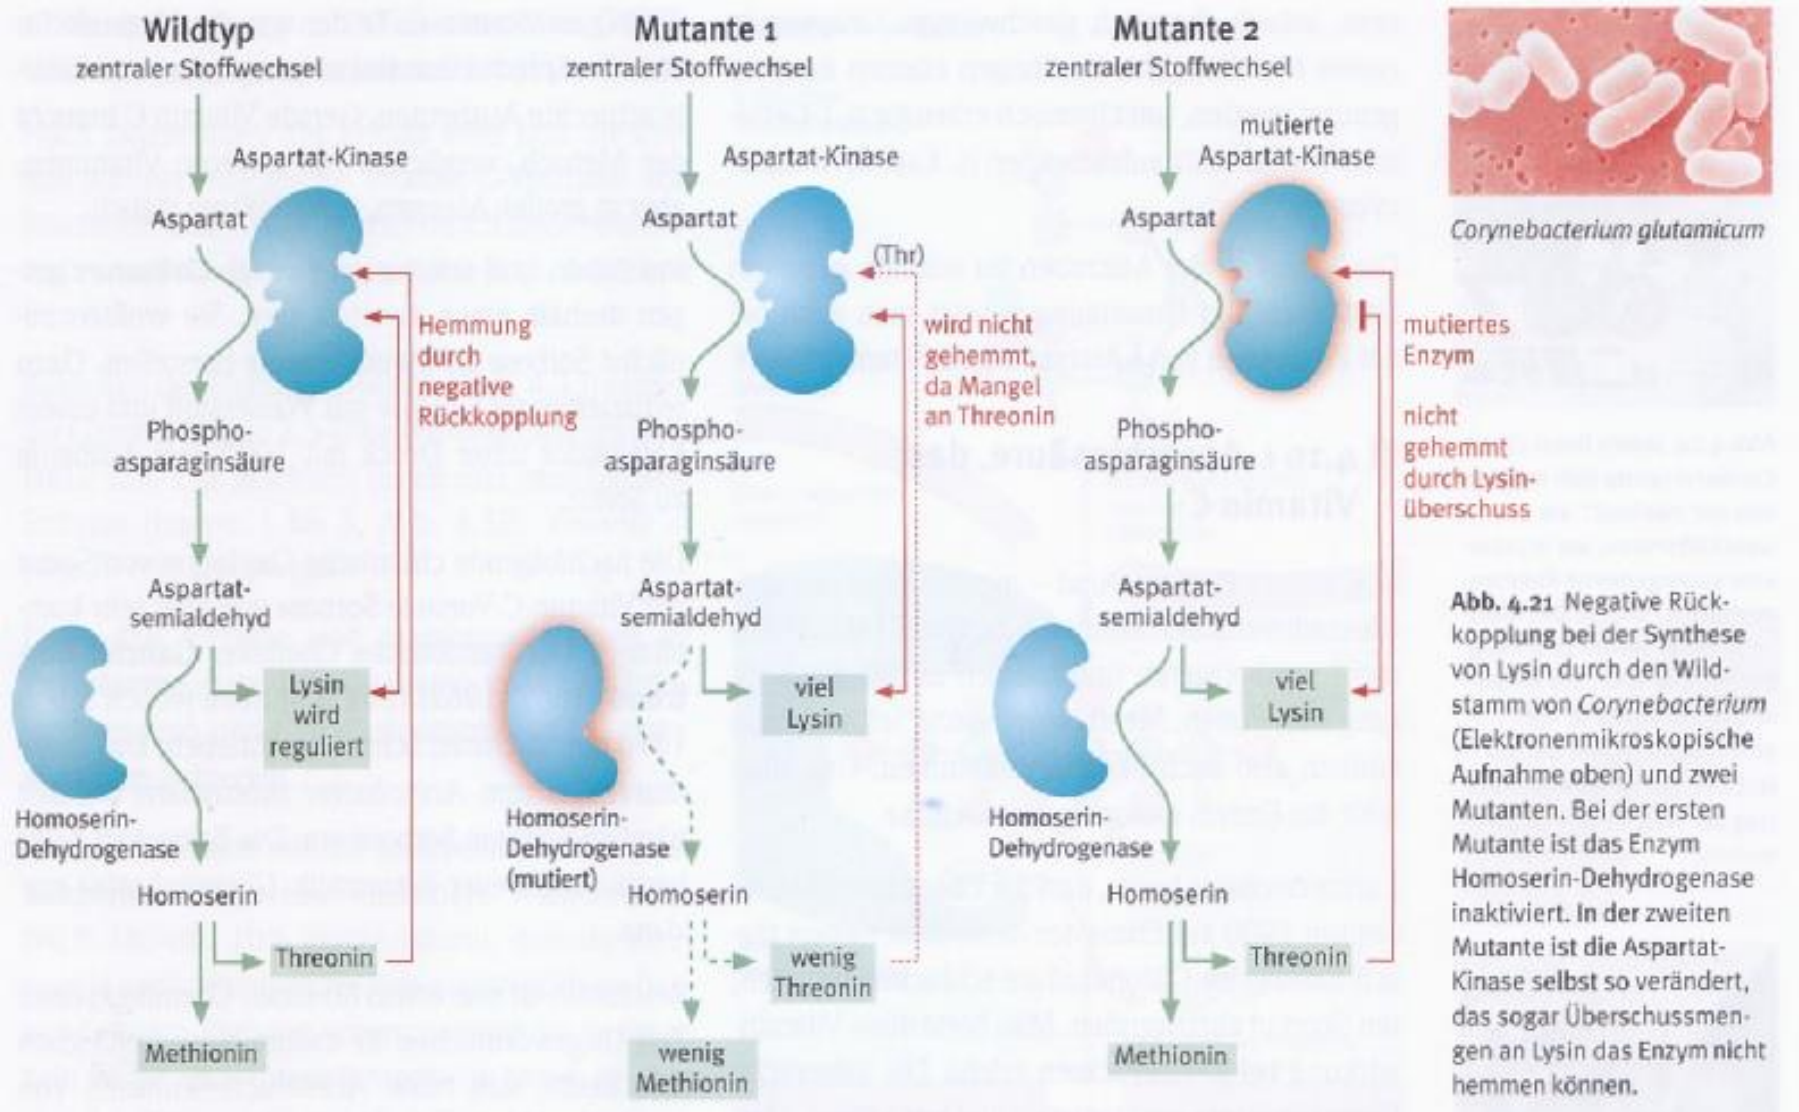 Wildtyp
zentraler Stoffwechsel
Aspartat-Kinase
Aspartat
Hemmung
durch
negative
Rückkopplung
Phospho-
asparaginsäure
Aspartat-
semialdehyd
Lysin
wird
reguliert
Homoserin-
Dehydrogenase
Homoserin
Threonin
Methionin
Mutante 1
zentraler Stoffwechsel
Aspartat-Kinase
Aspartat
(Thr)
wird nicht
gehemmt,
da Mangel
an Threonin
Phospho-
asparaginsäure
Aspartat-
semialdehyd
viel
Lysin
Homoserin-
Dehydrogenase
(mutiert)
Homoserin
wenig
Threonin
wenig
Methionin
Mutante 2
zentraler Stoffwechsel
mutierte
Aspartat-Kinase
Aspartat
mutiertes
Enzym
nicht
gehemmt
durch Lysin-
überschuss
Phospho-
asparaginsäure
Aspartat-
semialdehyd
viel
Lysin
Homoserin-
Dehydrogenase
Homoserin
Threonin
Methionin
Corynebacterium glutamicum
Abb. 4.21 Negative Rück-
kopplung bei der Synthese
von Lysin durch den Wild-
stamm von Corynebacterium
(Elektronenmikroskopische
Aufnahme oben) und zwei
Mutanten. Bei der ersten
Mutante ist das Enzym
Homoserin-Dehydrogenase
inaktiviert. In der zweiten
Mutante ist die Aspartat-
Kinase selbst so verändert,
das sogar Überschussmen-
gen an Lysin das Enzym nicht
hemmen können.